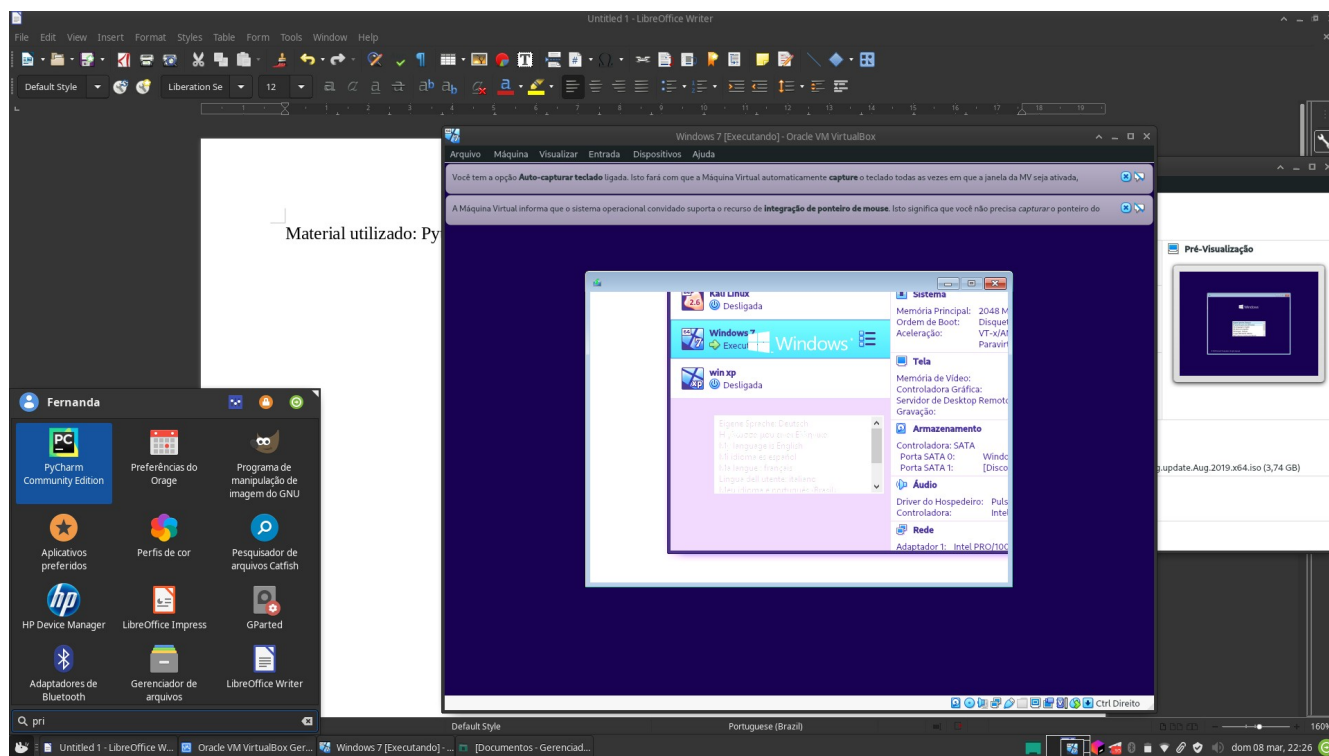 Untitled 1 - LibreOffice Writer
File Edit View Insert Format Styles Table Form Tools Window Help
Default Style
Liberation Se
12
Windows 7 [Executando] - Oracle VM VirtualBox
Arquivo Máquina Visualizar Entrada Dispositivos Ajuda
Você tem a opção Auto-capturar teclado ligada. Isto fará com que a Máquina Virtual automaticamente capture o teclado todas as vezes em que a janela da MV seja ativada,
A Máquina Virtual informa que o sistema operacional convidado suporta o recurso de integração de ponteiro de mouse. Isto significa que você não precisa capturar o ponteiro do
Material utilizado: Py
Pré-Visualização
Kali Linux
Desligada
Windows 7
Execu
Windows
win xp
Desligada
Sistema
Memória Principal: 2048 M
Ordem de Boot: Disquet
Aceleração: VT-x/A
Paravirt
Tela
Memória de Vídeo:
Controladora Gráfica:
Servidor de Desktop Remoto
Gravação:
Armazenamento
Controladora: SATA
Porta SATA 0: Windo
Porta SATA 1: [Disco
Áudio
Driver do Hospedeiro: Puls
Controladora: Intel
Rede
Adaptador 1: Intel PRO/100
g.update.Aug.2019.x64.iso (3,74 GB)
Ctrl Direito
Fernanda
PyCharm Community Edition
Preferências do Orage
Programa de manipulação de imagem do GNU
Aplicativos preferidos
Perfis de cor
Pesquisador de arquivos Catfish
HP Device Manager
LibreOffice Impress
GParted
Adaptadores de Bluetooth
Gerenciador de arquivos
LibreOffice Writer
pri
Default Style
Portuguese (Brazil)
160%
Untitled 1 - LibreOffice W...
Oracle VM VirtualBox Ger...
Windows 7 [Executando] - ...
[Documentos - Gerenciad...
dom 08 mar, 22:26